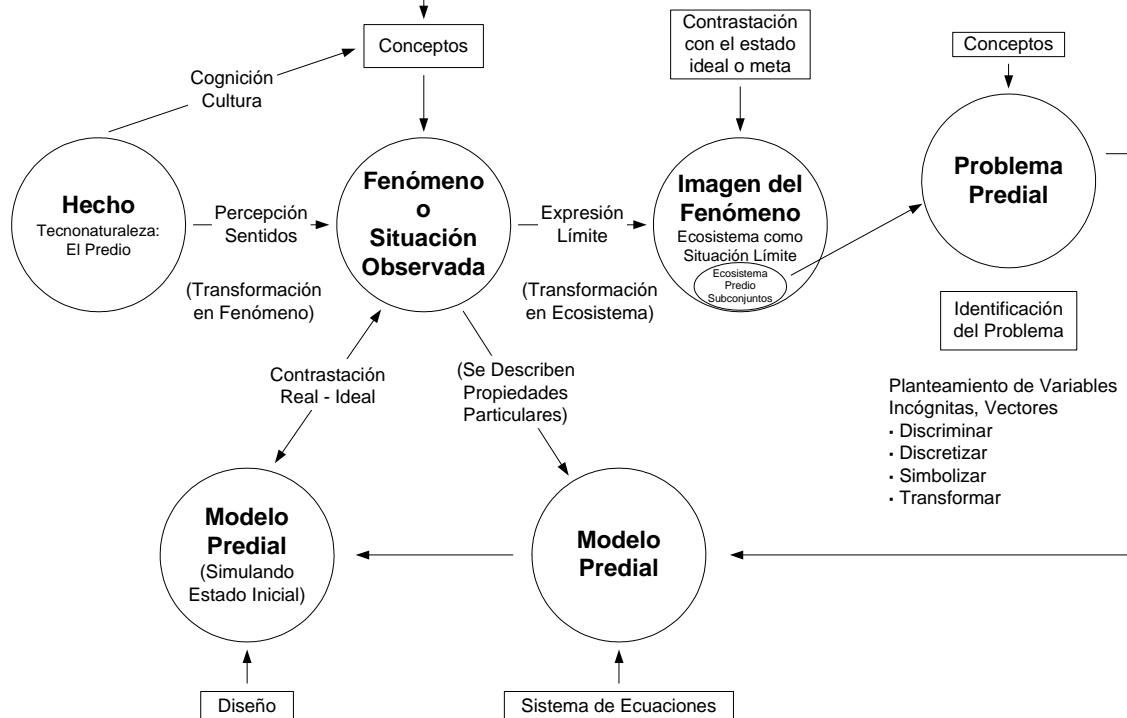 Conceptos
Contrastación
con el estado
ideal o meta
Conceptos
Cognición
Cultura
Hecho
Tecnonaturaleza:
El Predio
Percepción
Sentidos
(Transformación
en Fenómeno)
Fenómeno
o
Situación
Observada
Expresión
Límite
(Transformación
en Ecosistema)
Imagen del
Fenómeno
Ecosistema como
Situación Límite
Ecosistema
Predio
Subconjuntos
Problema
Predial
Identificación
del Problema
Planteamiento de Variables
Incógnitas, Vectores
· Discriminar
· Discretizar
· Simbolizar
· Transformar
Contrastación
Real - Ideal
(Se Describen
Propiedades
Particulares)
Modelo
Predial
(Simulando
Estado Inicial)
Modelo
Predial
Diseño
Sistema de Ecuaciones